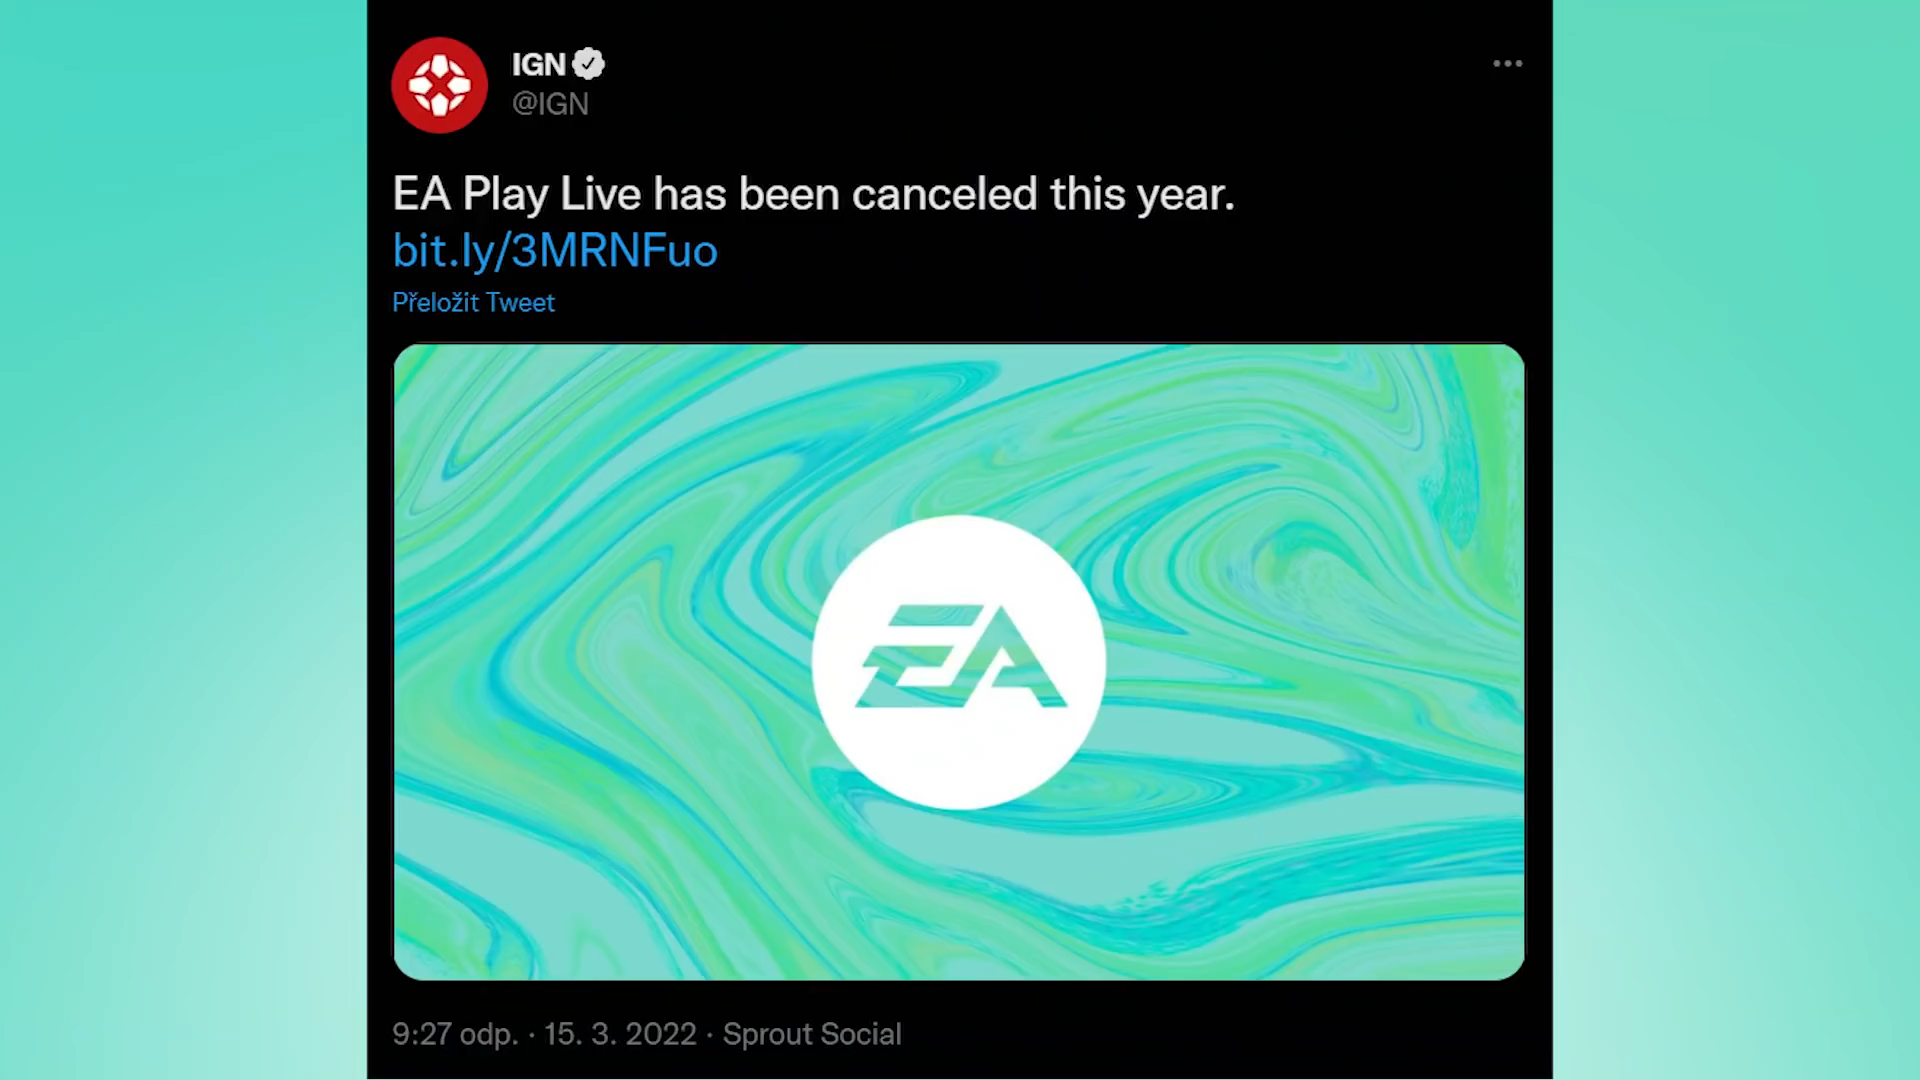 IGN
@IGN
EA Play Live has been canceled this year.
bit.ly/3MRNFuo
Přeložit Tweet
EA
9:27 odp. · 15. 3. 2022 · Sprout Social